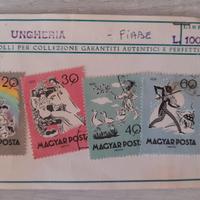 UNGHERIA - FIABE L. 100
OLLI PER COLLEZIONE GARANTITI AUTENTICI E PERFETTI
20 30 60
40
MAGYAR POSTA MAGYAR POSTA MAGYAR POSTA MAGYAR POSTA